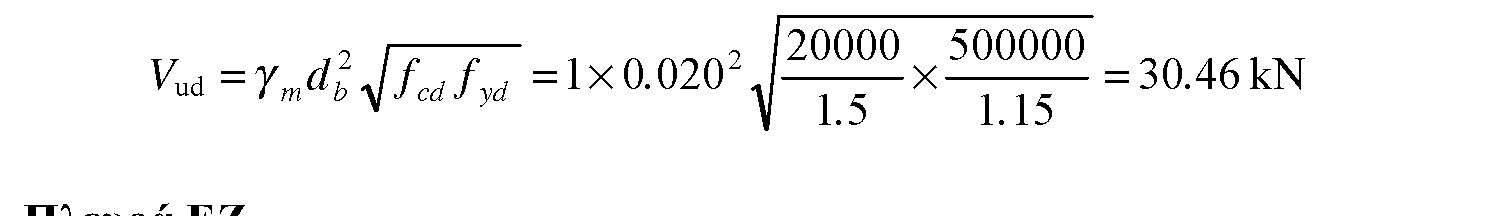 V_ud = γ_m d_b^2 √(f_cd f_yd) = 1 × 0.020^2 √(20000/1.5 × 500000/1.15) = 30.46 kN